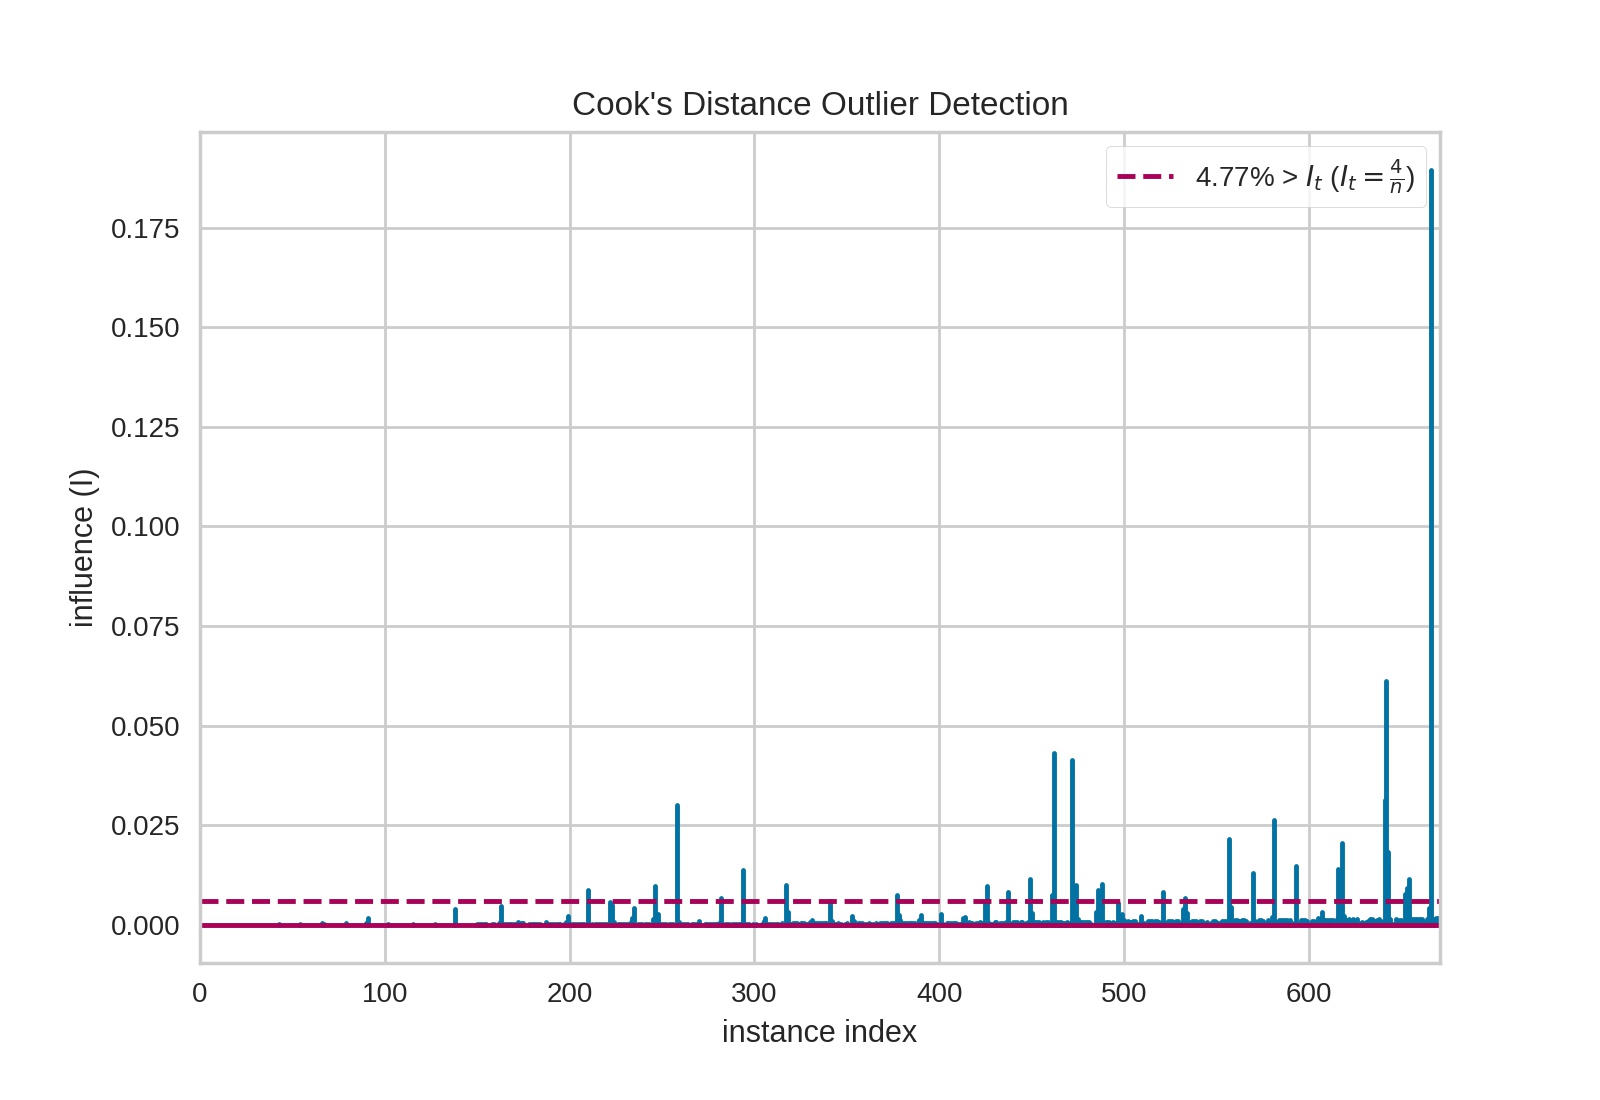 Cook's Distance Outlier Detection
4.77% > I_t (I_t = 4/n)
0.175
0.150
0.125
0.100
0.075
0.050
0.025
0.000
influence (I)
0 100 200 300 400 500 600
instance index